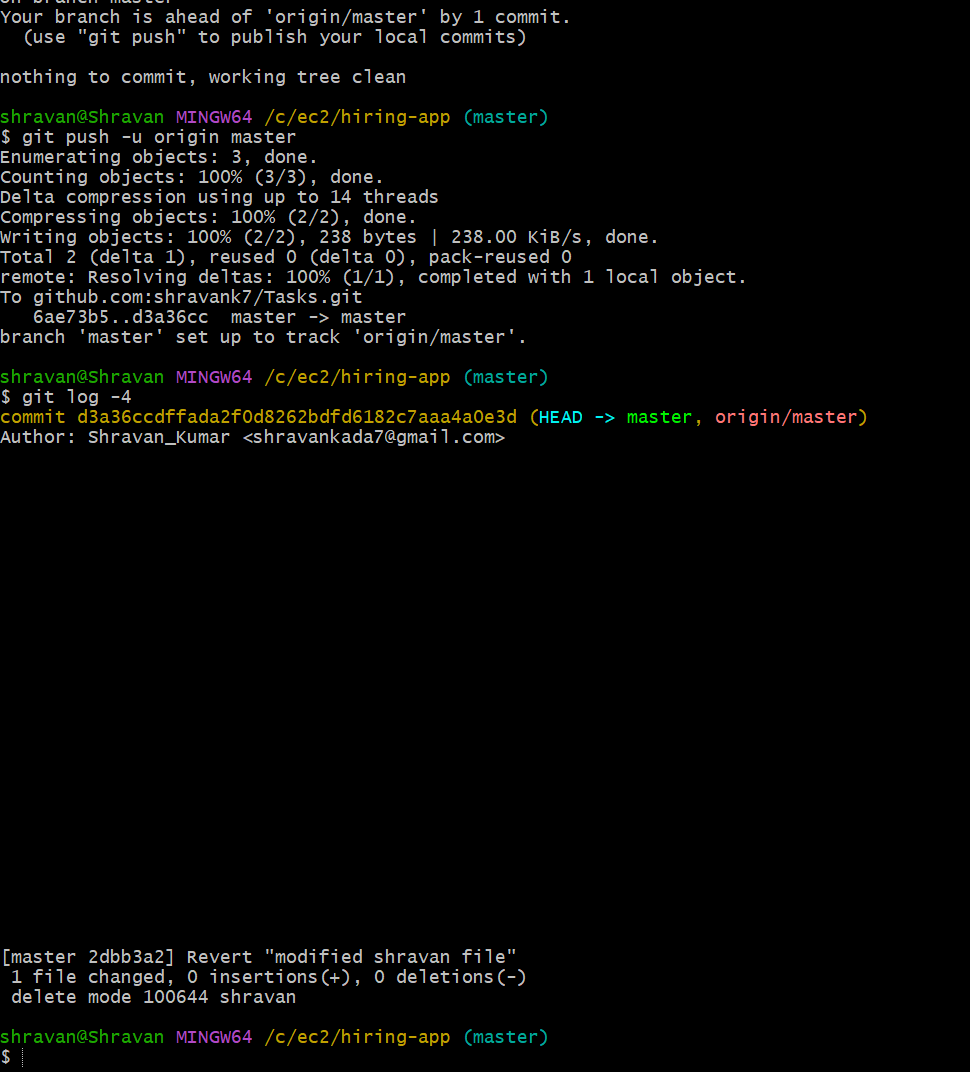 Your branch is ahead of 'origin/master' by 1 commit.
  (use "git push" to publish your local commits)
nothing to commit, working tree clean
shravan@Shravan MINGW64 /c/ec2/hiring-app (master)
$ git push -u origin master
Enumerating objects: 3, done.
Counting objects: 100% (3/3), done.
Delta compression using up to 14 threads
Compressing objects: 100% (2/2), done.
Writing objects: 100% (2/2), 238 bytes | 238.00 KiB/s, done.
Total 2 (delta 1), reused 0 (delta 0), pack-reused 0
remote: Resolving deltas: 100% (1/1), completed with 1 local object.
To github.com:shravank7/Tasks.git
   6ae73b5..d3a36cc  master -> master
branch 'master' set up to track 'origin/master'.
shravan@Shravan MINGW64 /c/ec2/hiring-app (master)
$ git log -4
commit d3a36ccdffada2f0d8262bdfd6182c7aaa4a0e3d (HEAD -> master, origin/master)
Author: Shravan_Kumar <shravankada7@gmail.com>
[master 2dbb3a2] Revert "modified shravan file"
 1 file changed, 0 insertions(+), 0 deletions(-)
 delete mode 100644 shravan
shravan@Shravan MINGW64 /c/ec2/hiring-app (master)
$